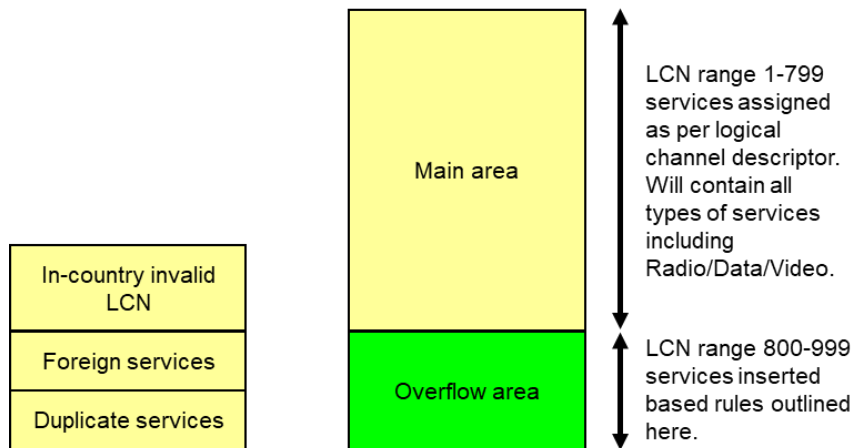 In-country invalid
LCN
Foreign services
Duplicate services
Main area
Overflow area
LCN range 1-799
services assigned
as per logical
channel descriptor.
Will contain all
types of services
including
Radio/Data/Video.
LCN range 800-999
services inserted
based rules outlined
here.